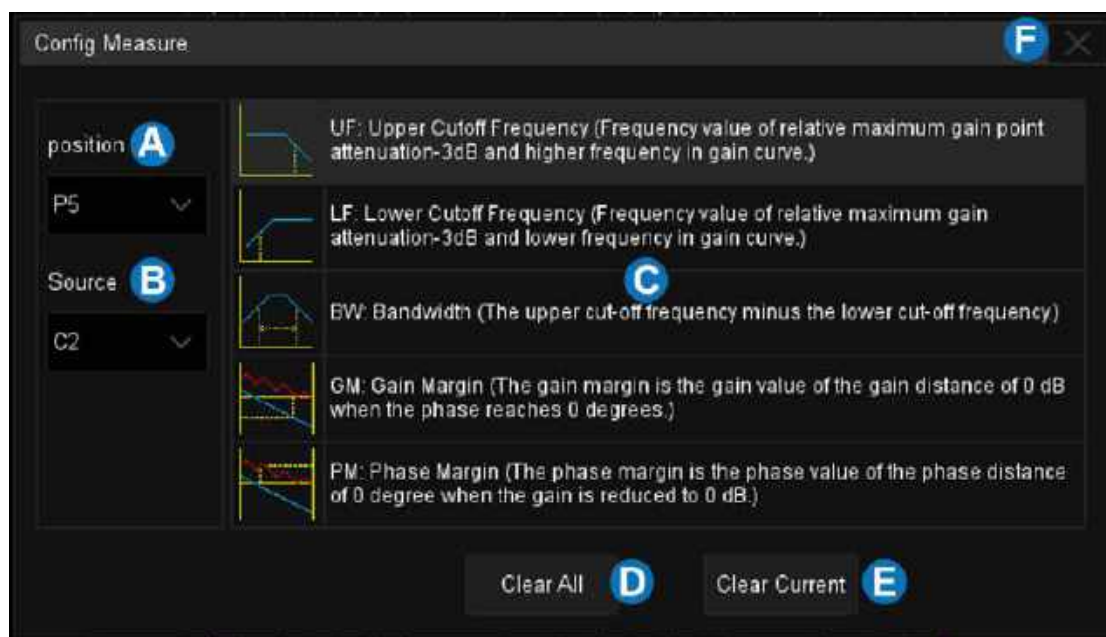 Config Measure
F
position A
P5
Source B
C2
UF: Upper Cutoff Frequency (Frequency value of relative maximum gain point
attenuation-3dB and higher frequency in gain curve.)
LF: Lower Cutoff Frequency (Frequency value of relative maximum gain
attenuation-3dB and lower frequency in gain curve.)
C
BW: Bandwidth (The upper cut-off frequency minus the lower cut-off frequency)
GM: Gain Margin (The gain margin is the gain value of the gain distance of 0 dB
when the phase reaches 0 degrees.)
PM: Phase Margin (The phase margin is the phase value of the phase distance
of 0 degree when the gain is reduced to 0 dB.)
Clear All D
Clear Current E